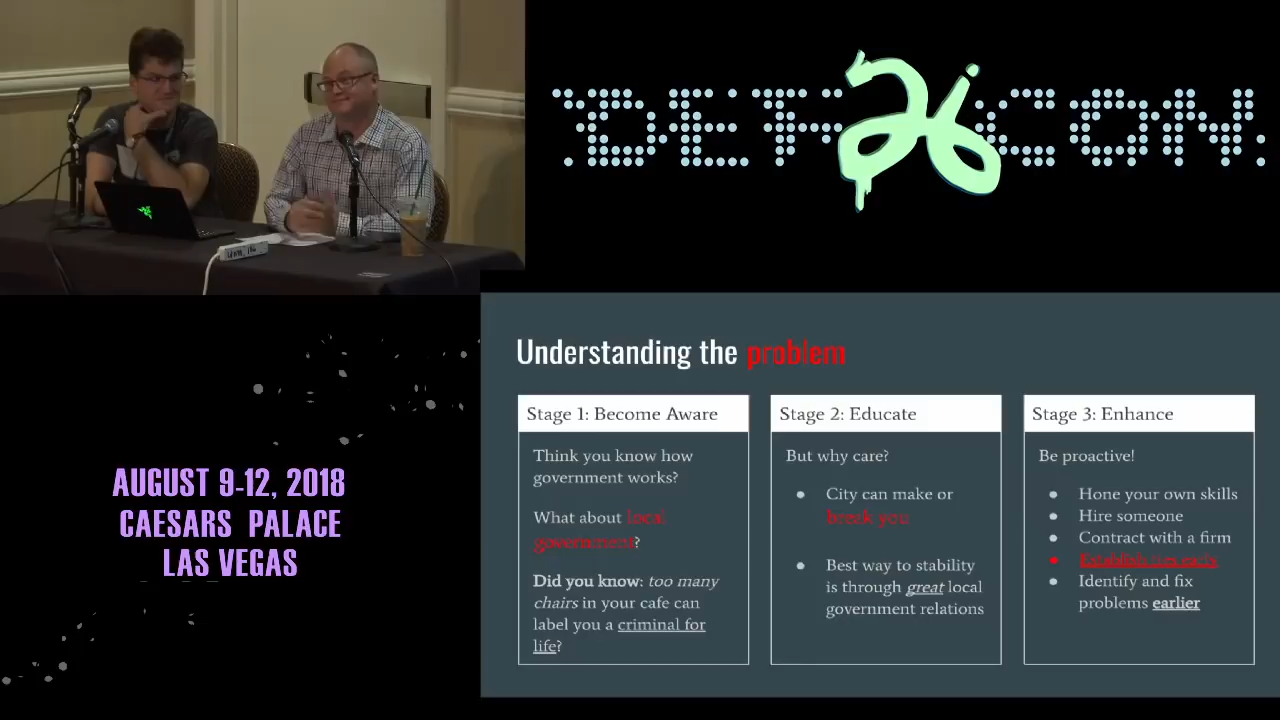 DEF 26 CON
AUGUST 9-12, 2018
CAESARS PALACE
LAS VEGAS
Understanding the problem
Stage 1: Become Aware
Think you know how
government works?
What about local
government?
Did you know: too many
chairs in your cafe can
label you a criminal for
life?
Stage 2: Educate
But why care?
City can make or
break you
Best way to stability
is through great local
government relations
Stage 3: Enhance
Be proactive!
Hone your own skills
Hire someone
Contract with a firm
Establish ties early
Identify and fix
problems earlier